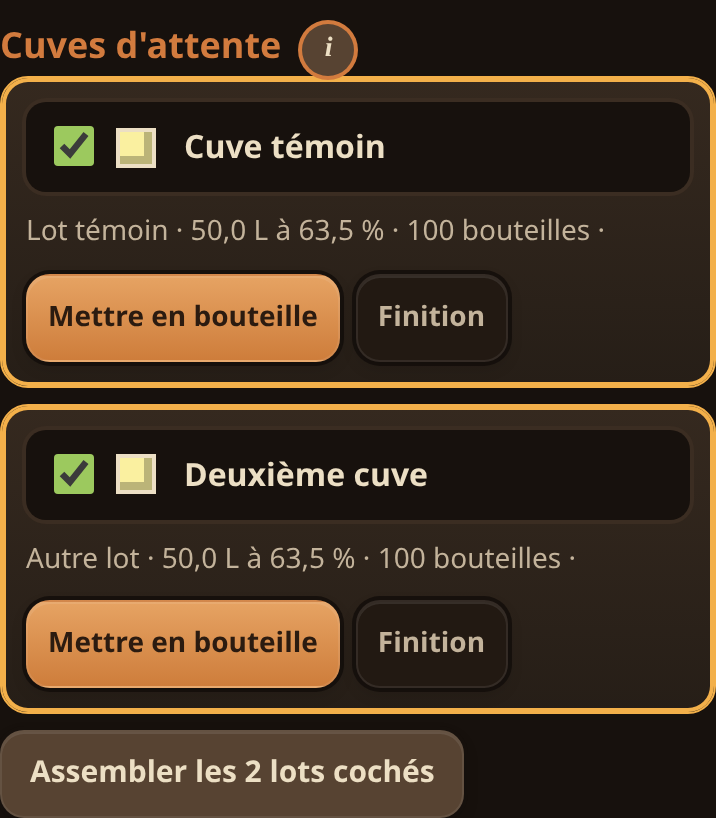 Cuves d'attente i
Cuve témoin
Lot témoin · 50,0 L à 63,5 % · 100 bouteilles ·
Mettre en bouteille Finition
Deuxième cuve
Autre lot · 50,0 L à 63,5 % · 100 bouteilles ·
Mettre en bouteille Finition
Assembler les 2 lots cochés